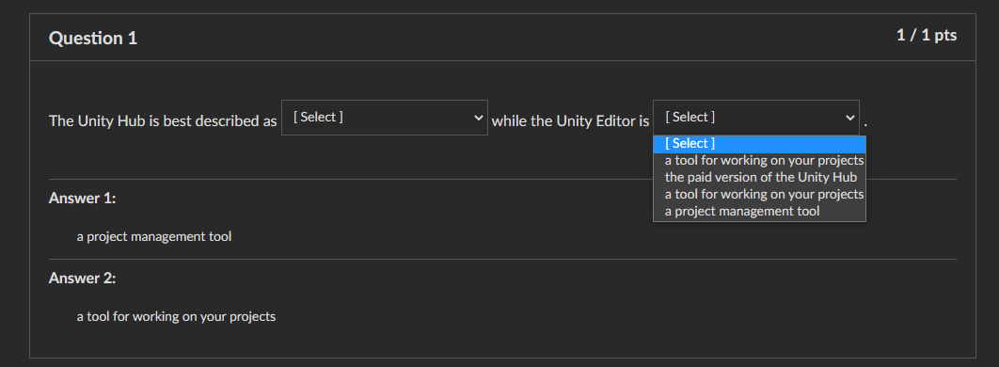 Question 1
1 / 1 pts
The Unity Hub is best described as [ Select ] while the Unity Editor is [ Select ] .
[ Select ]
a tool for working on your projects
the paid version of the Unity Hub
a tool for working on your projects
a project management tool
Answer 1:
a project management tool
Answer 2:
a tool for working on your projects